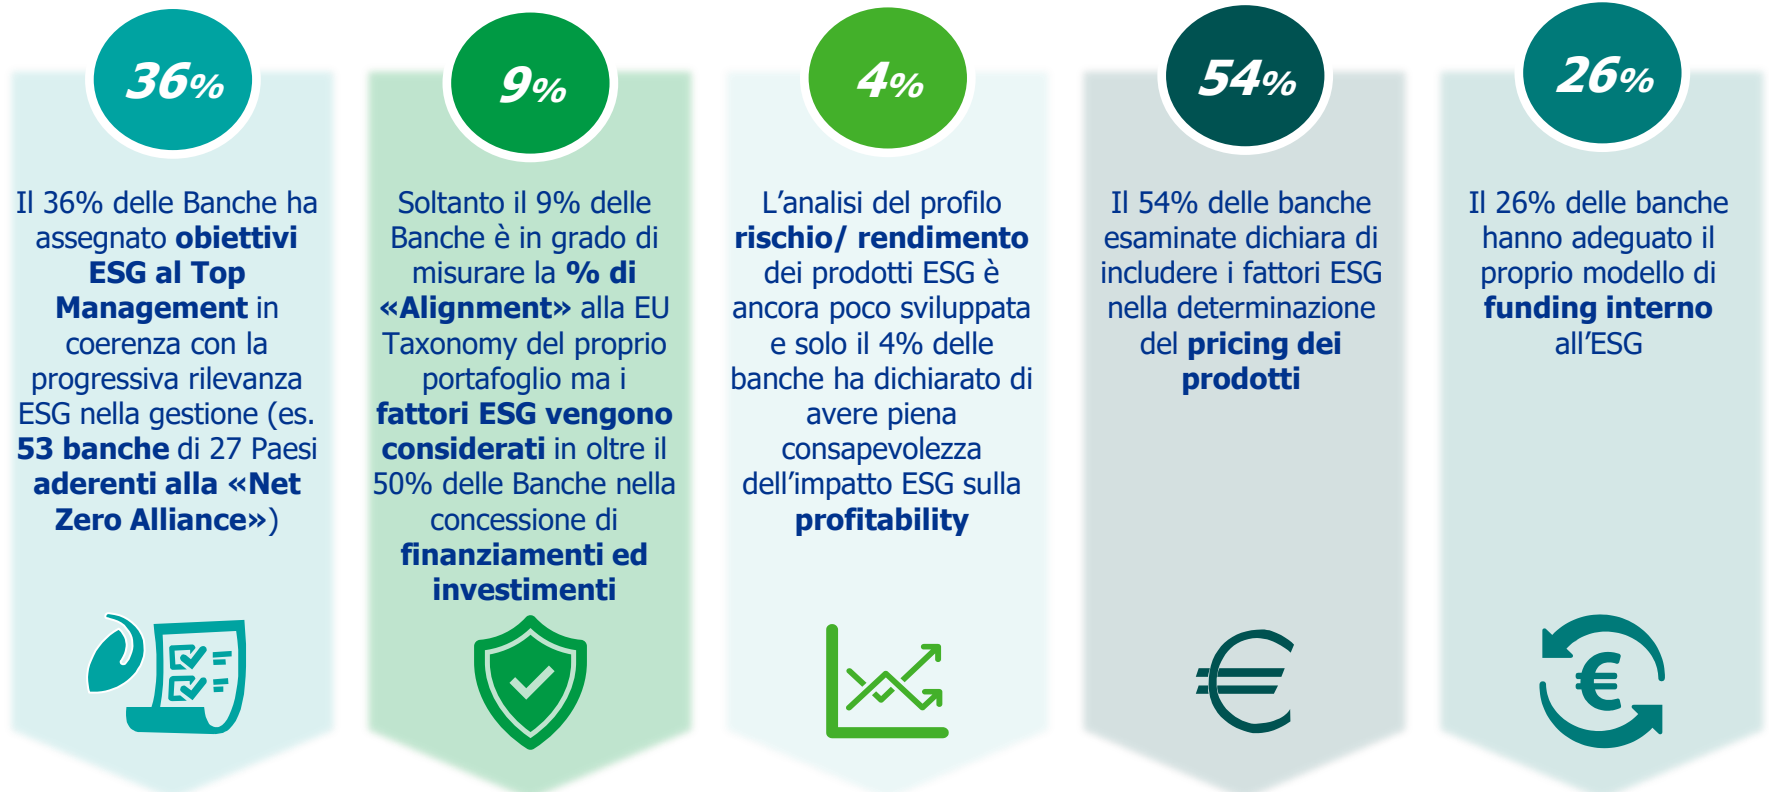 36%
Il 36% delle Banche ha
assegnato obiettivi
ESG al Top
Management in
coerenza con la
progressiva rilevanza
ESG nella gestione (es.
53 banche di 27 Paesi
aderenti alla «Net
Zero Alliance»)
9%
Soltanto il 9% delle
Banche è in grado di
misurare la % di
«Alignment» alla EU
Taxonomy del proprio
portafoglio ma i
fattori ESG vengono
considerati in oltre il
50% delle Banche nella
concessione di
finanziamenti ed
investimenti
4%
L’analisi del profilo
rischio/ rendimento
dei prodotti ESG è
ancora poco sviluppata
e solo il 4% delle
banche ha dichiarato di
avere piena
consapevolezza
dell’impatto ESG sulla
profitability
54%
Il 54% delle banche
esaminate dichiara di
includere i fattori ESG
nella determinazione
del pricing dei
prodotti
26%
Il 26% delle banche
hanno adeguato il
proprio modello di
funding interno
all’ESG